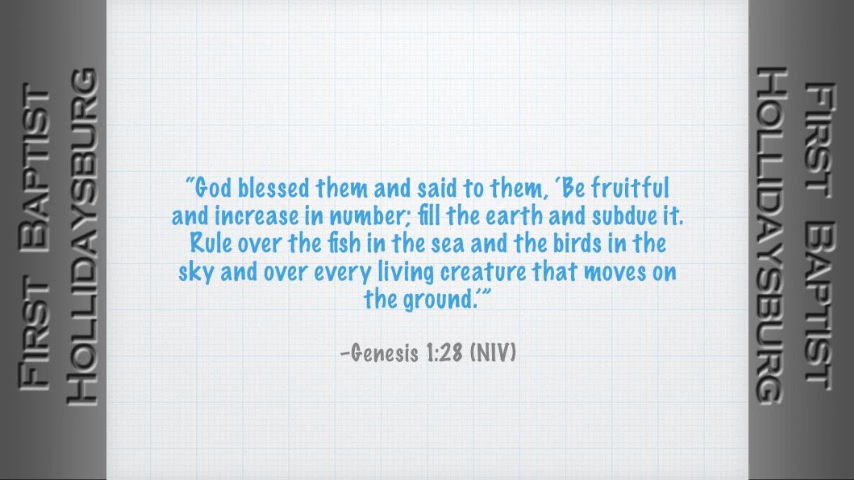 First Baptist
Hollidaysburg
“God blessed them and said to them, ‘Be fruitful
and increase in number; fill the earth and subdue it.
Rule over the fish in the sea and the birds in the
sky and over every living creature that moves on
the ground.’”
–Genesis 1:28 (NIV)
First Baptist
Hollidaysburg